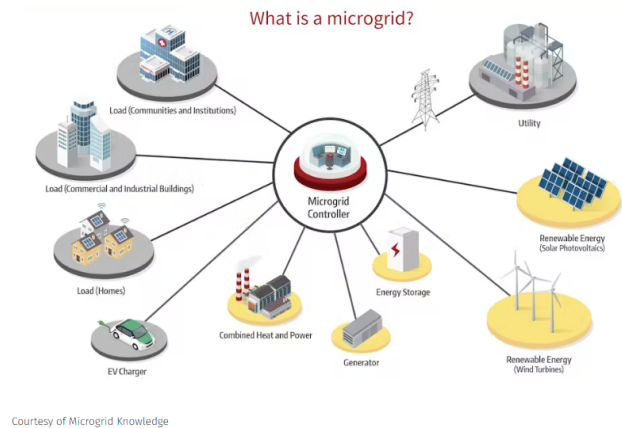 What is a microgrid?
Load (Communities and Institutions)
Utility
Load (Commercial and Industrial Buildings)
Microgrid
Controller
Renewable Energy
(Solar Photovoltaics)
Load (Homes)
Energy Storage
Combined Heat and Power
Generator
Renewable Energy
(Wind Turbines)
EV Charger
Courtesy of Microgrid Knowledge